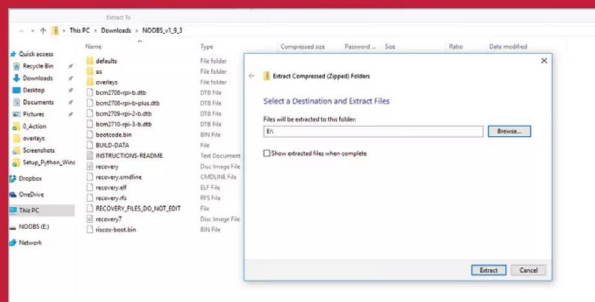 Extract To
This PC > Downloads > NOOBS_v1_9_3
Name Type Compressed size Password ... Size Ratio Date modified
Quick access
Recycle Bin
Downloads
Desktop
Documents
Pictures
0_Action
overlays
Screenshots
Setup_Python_Wind
Dropbox
OneDrive
This PC
NOOBS (E:)
Network
defaults File folder
os File folder
overlays File folder
bcm2708-rpi-b.dtb DTB File
bcm2708-rpi-b-plus.dtb DTB File
bcm2709-rpi-2-b.dtb DTB File
bcm2710-rpi-3-b.dtb DTB File
bootcode.bin BIN File
BUILD-DATA File
INSTRUCTIONS-README Text Document
recovery Disc Image File
recovery.cmdline CMDLINE File
recovery.elf ELF File
recovery.rfs RFS File
RECOVERY_FILES_DO_NOT_EDIT File
recovery7 Disc Image File
riscos-boot.bin BIN File
Extract Compressed (Zipped) Folders
Select a Destination and Extract Files
Files will be extracted to this folder:
E:\
Browse...
Show extracted files when complete
Extract Cancel